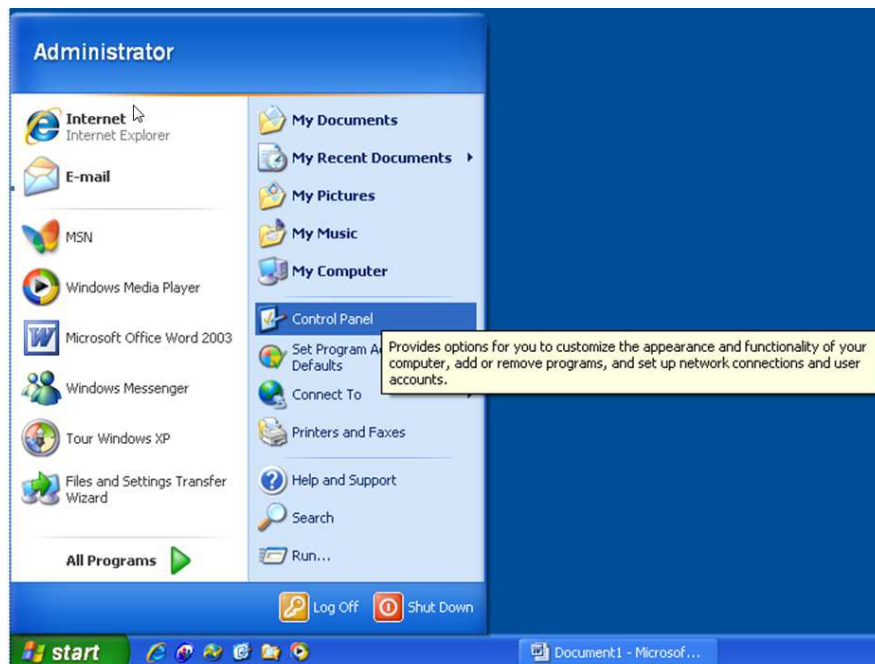 Administrator
Internet
Internet Explorer
E-mail
MSN
Windows Media Player
Microsoft Office Word 2003
Windows Messenger
Tour Windows XP
Files and Settings Transfer
Wizard
All Programs
My Documents
My Recent Documents
My Pictures
My Music
My Computer
Control Panel
Set Program
Defaults
Provides options for you to customize the appearance and functionality of your
computer, add or remove programs, and set up network connections and user
accounts.
Connect To
Printers and Faxes
Help and Support
Search
Run...
Log Off
Shut Down
start
Document1 - Microsof...